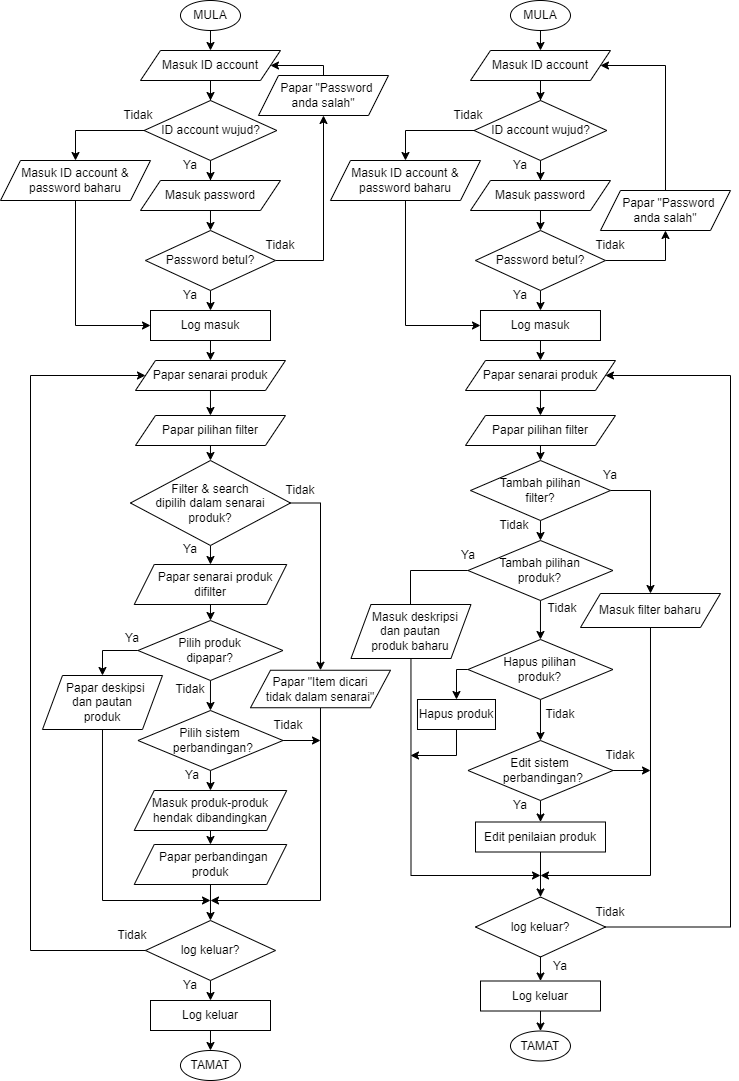 MULA
Masuk ID account
Papar "Password
anda salah"
Tidak
ID account wujud?
Ya
Masuk ID account &
password baharu
Masuk password
Password betul?
Tidak
Ya
Log masuk
Papar senarai produk
Papar pilihan filter
Filter & search
dipilih dalam senarai
produk?
Tidak
Ya
Papar senarai produk
difilter
Ya
Pilih produk
dipapar?
Tidak
Papar deskipsi
dan pautan
produk
Papar "Item dicari
tidak dalam senarai"
Pilih sistem
perbandingan?
Tidak
Ya
Masuk produk-produk
hendak dibandingkan
Papar perbandingan
produk
Tidak
log keluar?
Ya
Log keluar
TAMAT
MULA
Masuk ID account
Tidak
ID account wujud?
Ya
Masuk ID account &
password baharu
Masuk password
Papar "Password
anda salah"
Password betul?
Tidak
Ya
Log masuk
Papar senarai produk
Papar pilihan filter
Tambah pilihan
filter?
Ya
Tidak
Ya
Tambah pilihan
produk?
Tidak
Masuk filter baharu
Masuk deskripsi
dan pautan
produk baharu
Hapus pilihan
produk?
Hapus produk
Tidak
Edit sistem
perbandingan?
Tidak
Ya
Edit penilaian produk
log keluar?
Tidak
Ya
Log keluar
TAMAT